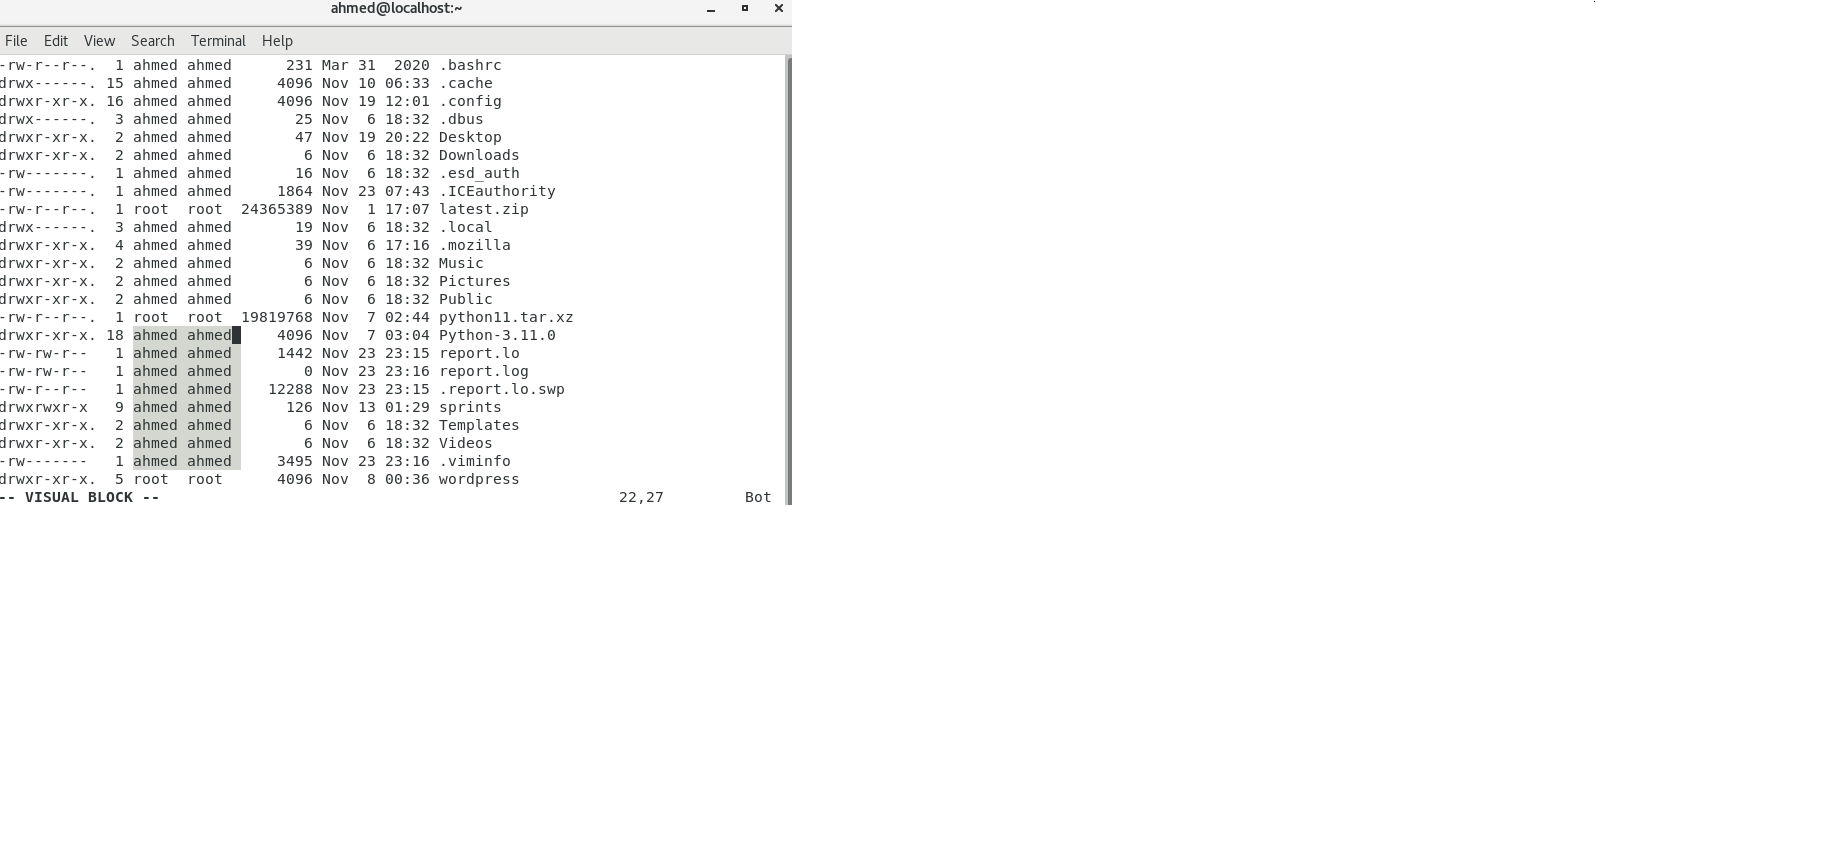 ahmed@localhost:~
File Edit View Search Terminal Help
-rw-r--r--.  1 ahmed ahmed      231 Mar 31  2020 .bashrc
drwx------. 15 ahmed ahmed     4096 Nov 10 06:33 .cache
drwxr-xr-x. 16 ahmed ahmed     4096 Nov 19 12:01 .config
drwx------.  3 ahmed ahmed       25 Nov  6 18:32 .dbus
drwxr-xr-x.  2 ahmed ahmed       47 Nov 19 20:22 Desktop
drwxr-xr-x.  2 ahmed ahmed        6 Nov  6 18:32 Downloads
-rw-------.  1 ahmed ahmed       16 Nov  6 18:32 .esd_auth
-rw-------.  1 ahmed ahmed     1864 Nov 23 07:43 .ICEauthority
-rw-r--r--.  1 root  root  24365389 Nov  1 17:07 latest.zip
drwx------.  3 ahmed ahmed       19 Nov  6 18:32 .local
drwxr-xr-x.  4 ahmed ahmed       39 Nov  6 17:16 .mozilla
drwxr-xr-x.  2 ahmed ahmed        6 Nov  6 18:32 Music
drwxr-xr-x.  2 ahmed ahmed        6 Nov  6 18:32 Pictures
drwxr-xr-x.  2 ahmed ahmed        6 Nov  6 18:32 Public
-rw-r--r--.  1 root  root  19819768 Nov  7 02:44 python11.tar.xz
drwxr-xr-x. 18 ahmed ahmed     4096 Nov  7 03:04 Python-3.11.0
-rw-rw-r--   1 ahmed ahmed     1442 Nov 23 23:15 report.lo
-rw-rw-r--   1 ahmed ahmed        0 Nov 23 23:16 report.log
-rw-r--r--   1 ahmed ahmed    12288 Nov 23 23:15 .report.lo.swp
drwxrwxr-x   9 ahmed ahmed      126 Nov 13 01:29 sprints
drwxr-xr-x.  2 ahmed ahmed        6 Nov  6 18:32 Templates
drwxr-xr-x.  2 ahmed ahmed        6 Nov  6 18:32 Videos
-rw-------   1 ahmed ahmed     3495 Nov 23 23:16 .viminfo
drwxr-xr-x.  5 root  root      4096 Nov  8 00:36 wordpress
-- VISUAL BLOCK -- 22,27 Bot